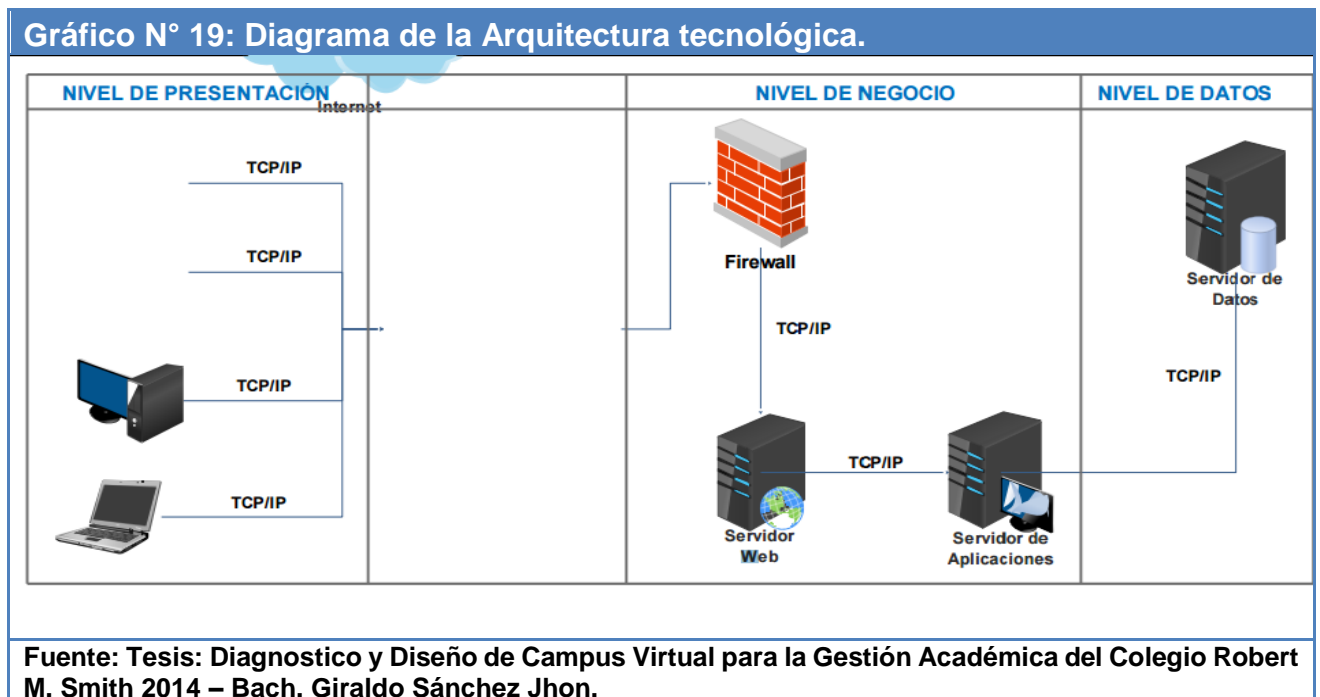 Gráfico N° 19: Diagrama de la Arquitectura tecnológica.
NIVEL DE PRESENTACIÓN
Internet
NIVEL DE NEGOCIO
NIVEL DE DATOS
TCP/IP
TCP/IP
TCP/IP
TCP/IP
Firewall
TCP/IP
Servidor
Web
TCP/IP
Servidor de
Aplicaciones
Servidor de
Datos
TCP/IP
Fuente: Tesis: Diagnostico y Diseño de Campus Virtual para la Gestión Académica del Colegio Robert
M. Smith 2014 – Bach. Giraldo Sánchez Jhon.